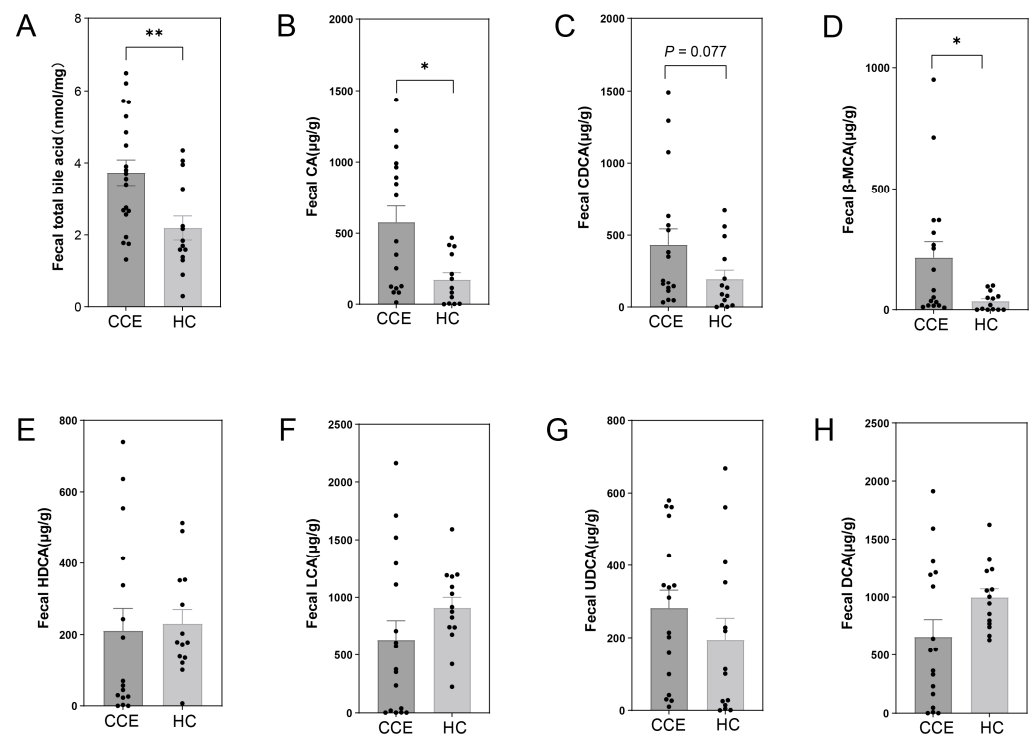 A
Fecal total bile acid (nmol/mg)
8
6
4
2
0
**
CCE HC
B
Fecal CA(μg/g)
2000
1500
1000
500
0
*
CCE HC
C
Fecal CDCA(μg/g)
2000
1500
1000
500
0
P = 0.077
CCE HC
D
Fecal β-MCA(μg/g)
1000
500
0
*
CCE HC
E
Fecal HDCA(μg/g)
800
600
400
200
0
CCE HC
F
Fecal LCA(μg/g)
2500
2000
1500
1000
500
0
CCE HC
G
Fecal UDCA(μg/g)
800
600
400
200
0
CCE HC
H
Fecal DCA(μg/g)
2500
2000
1500
1000
500
0
CCE HC